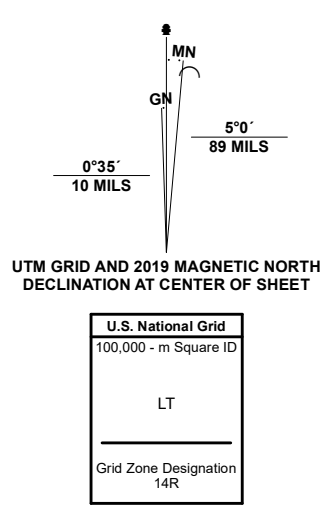 MN
GN
5°0´
89 MILS
0°35´
10 MILS
UTM GRID AND 2019 MAGNETIC NORTH
DECLINATION AT CENTER OF SHEET
U.S. National Grid
100,000 - m Square ID
LT
Grid Zone Designation
14R